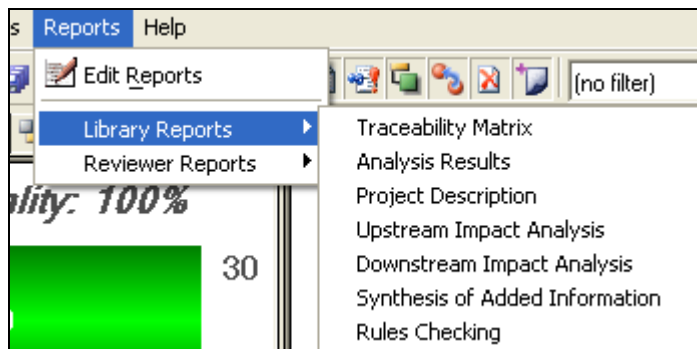 s Reports Help
Edit Reports
(no filter)
Library Reports
Reviewer Reports
Traceability Matrix
Analysis Results
Project Description
Upstream Impact Analysis
Downstream Impact Analysis
Synthesis of Added Information
Rules Checking
ality: 100%
30